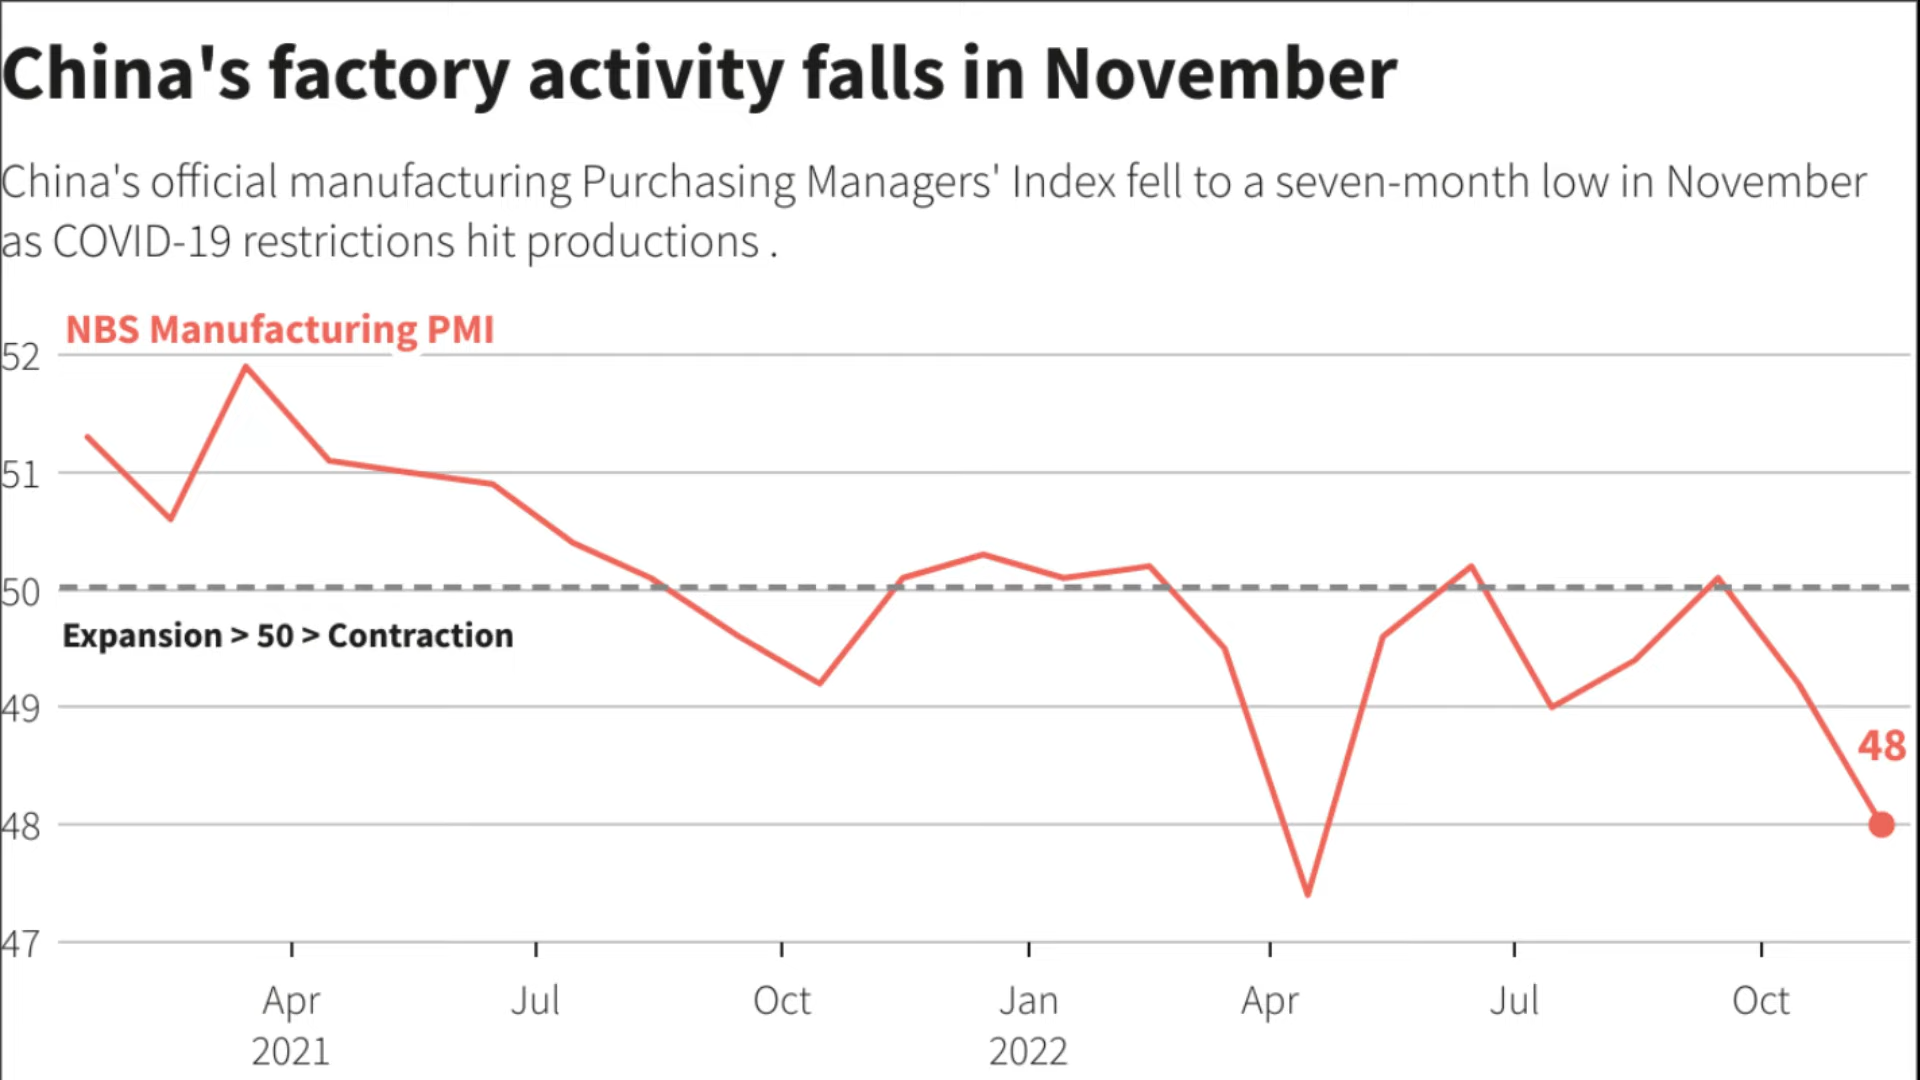 China's factory activity falls in November
China's official manufacturing Purchasing Managers' Index fell to a seven-month low in November
as COVID-19 restrictions hit productions .
NBS Manufacturing PMI
52
51
50
Expansion > 50 > Contraction
49
48
48
47
Apr Jul Oct Jan Apr Jul Oct
2021 2022